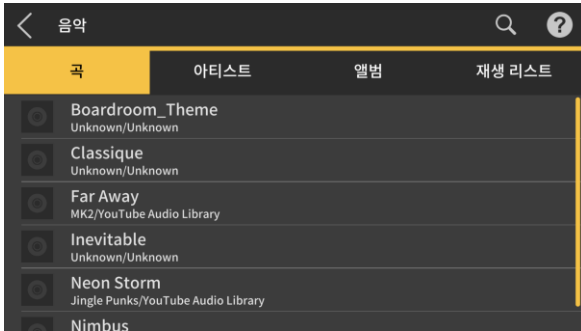 음악
곡 아티스트 앨범 재생 리스트
Boardroom_Theme
Unknown/Unknown
Classique
Unknown/Unknown
Far Away
MK2/YouTube Audio Library
Inevitable
Unknown/Unknown
Neon Storm
Jingle Punks/YouTube Audio Library
Nimbus